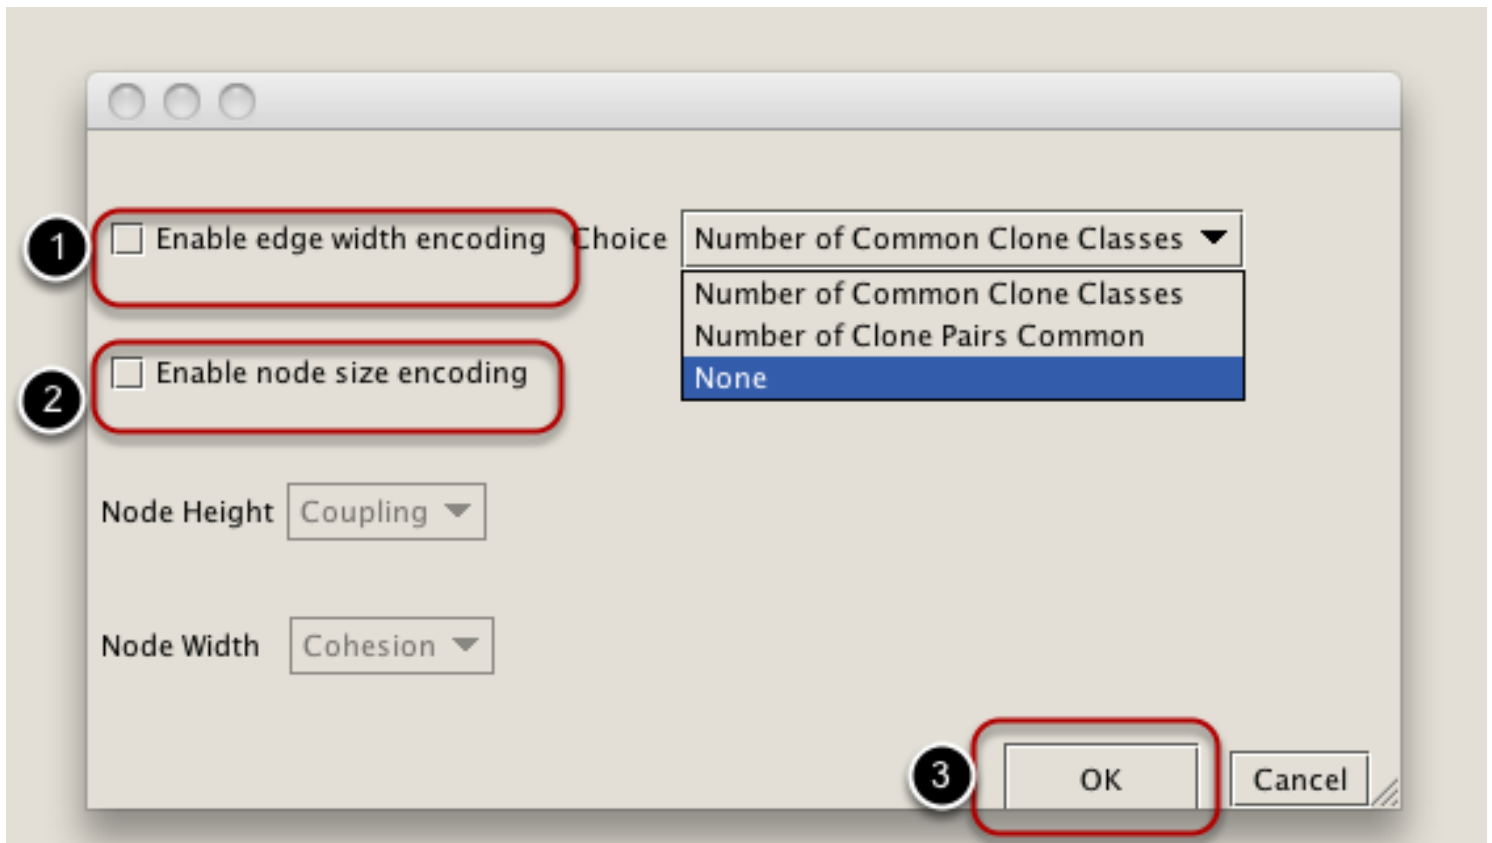 1 Enable edge width encoding Choice Number of Common Clone Classes
Number of Common Clone Classes
Number of Clone Pairs Common
2 Enable node size encoding None
Node Height Coupling
Node Width Cohesion
3 OK Cancel